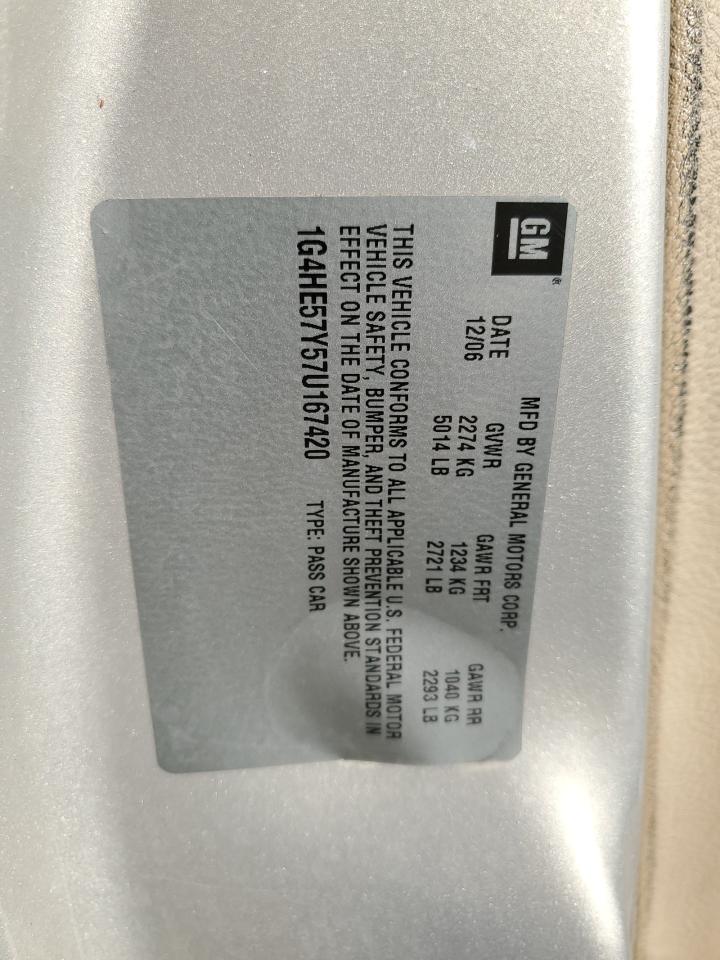 GM®
MFD BY GENERAL MOTORS CORP.
DATE GVWR GAWR FRT GAWR RR
12/06 2274 KG 1234 KG 1040 KG
5014 LB 2721 LB 2293 LB
THIS VEHICLE CONFORMS TO ALL APPLICABLE U.S. FEDERAL MOTOR
VEHICLE SAFETY, BUMPER, AND THEFT PREVENTION STANDARDS IN
EFFECT ON THE DATE OF MANUFACTURE SHOWN ABOVE.
1G4HE57Y57U167420 TYPE: PASS CAR